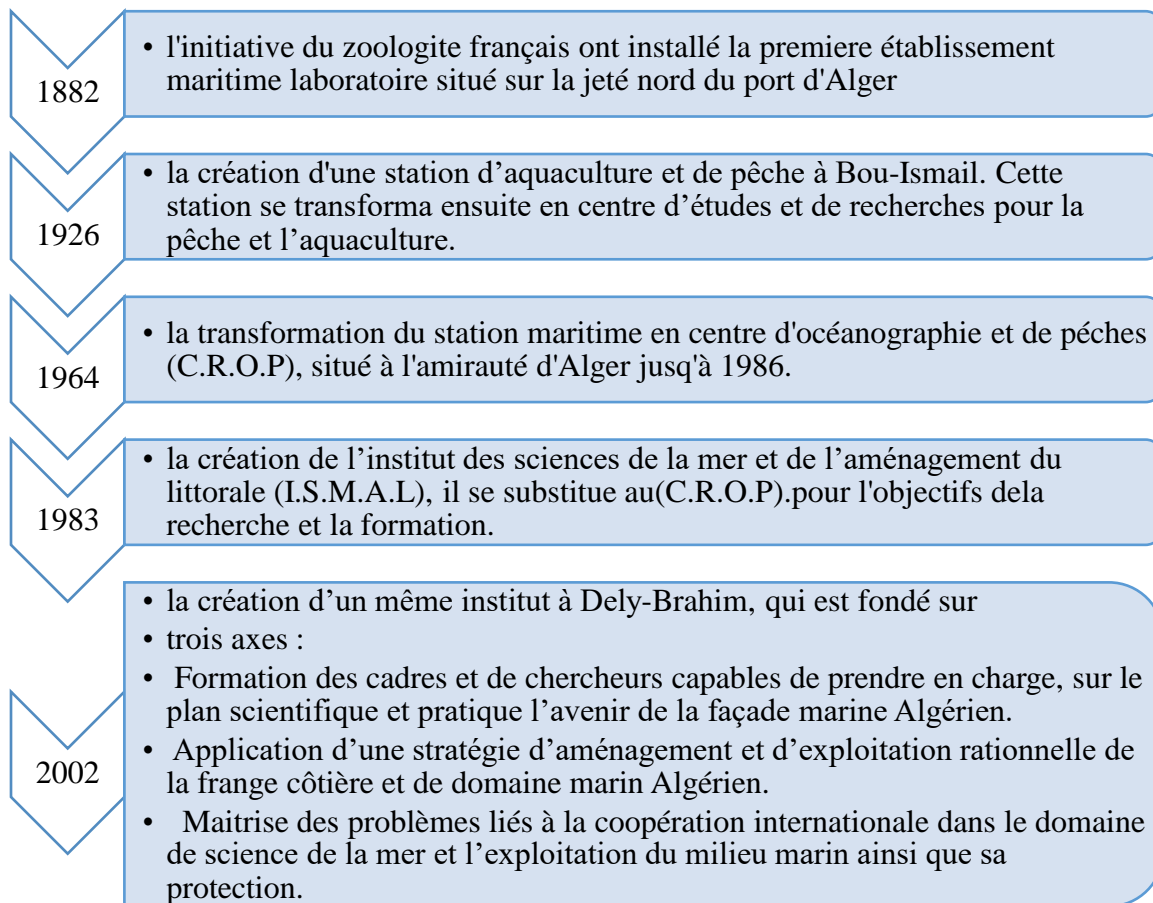 1882
• l'initiative du zoologite français ont installé la premiere établissement
maritime laboratoire situé sur la jeté nord du port d'Alger
1926
• la création d'une station d’aquaculture et de pêche à Bou-Ismail. Cette
station se transforma ensuite en centre d’études et de recherches pour la
pêche et l’aquaculture.
1964
• la transformation du station maritime en centre d'océanographie et de péches
(C.R.O.P), situé à l'amirauté d'Alger jusq'à 1986.
1983
• la création de l’institut des sciences de la mer et de l’aménagement du
littorale (I.S.M.A.L), il se substitue au(C.R.O.P).pour l'objectifs dela
recherche et la formation.
2002
• la création d’un même institut à Dely-Brahim, qui est fondé sur
• trois axes :
• Formation des cadres et de chercheurs capables de prendre en charge, sur le
plan scientifique et pratique l’avenir de la façade marine Algérien.
• Application d’une stratégie d’aménagement et d’exploitation rationnelle de
la frange côtière et de domaine marin Algérien.
• Maitrise des problèmes liés à la coopération internationale dans le domaine
de science de la mer et l’exploitation du milieu marin ainsi que sa
protection.